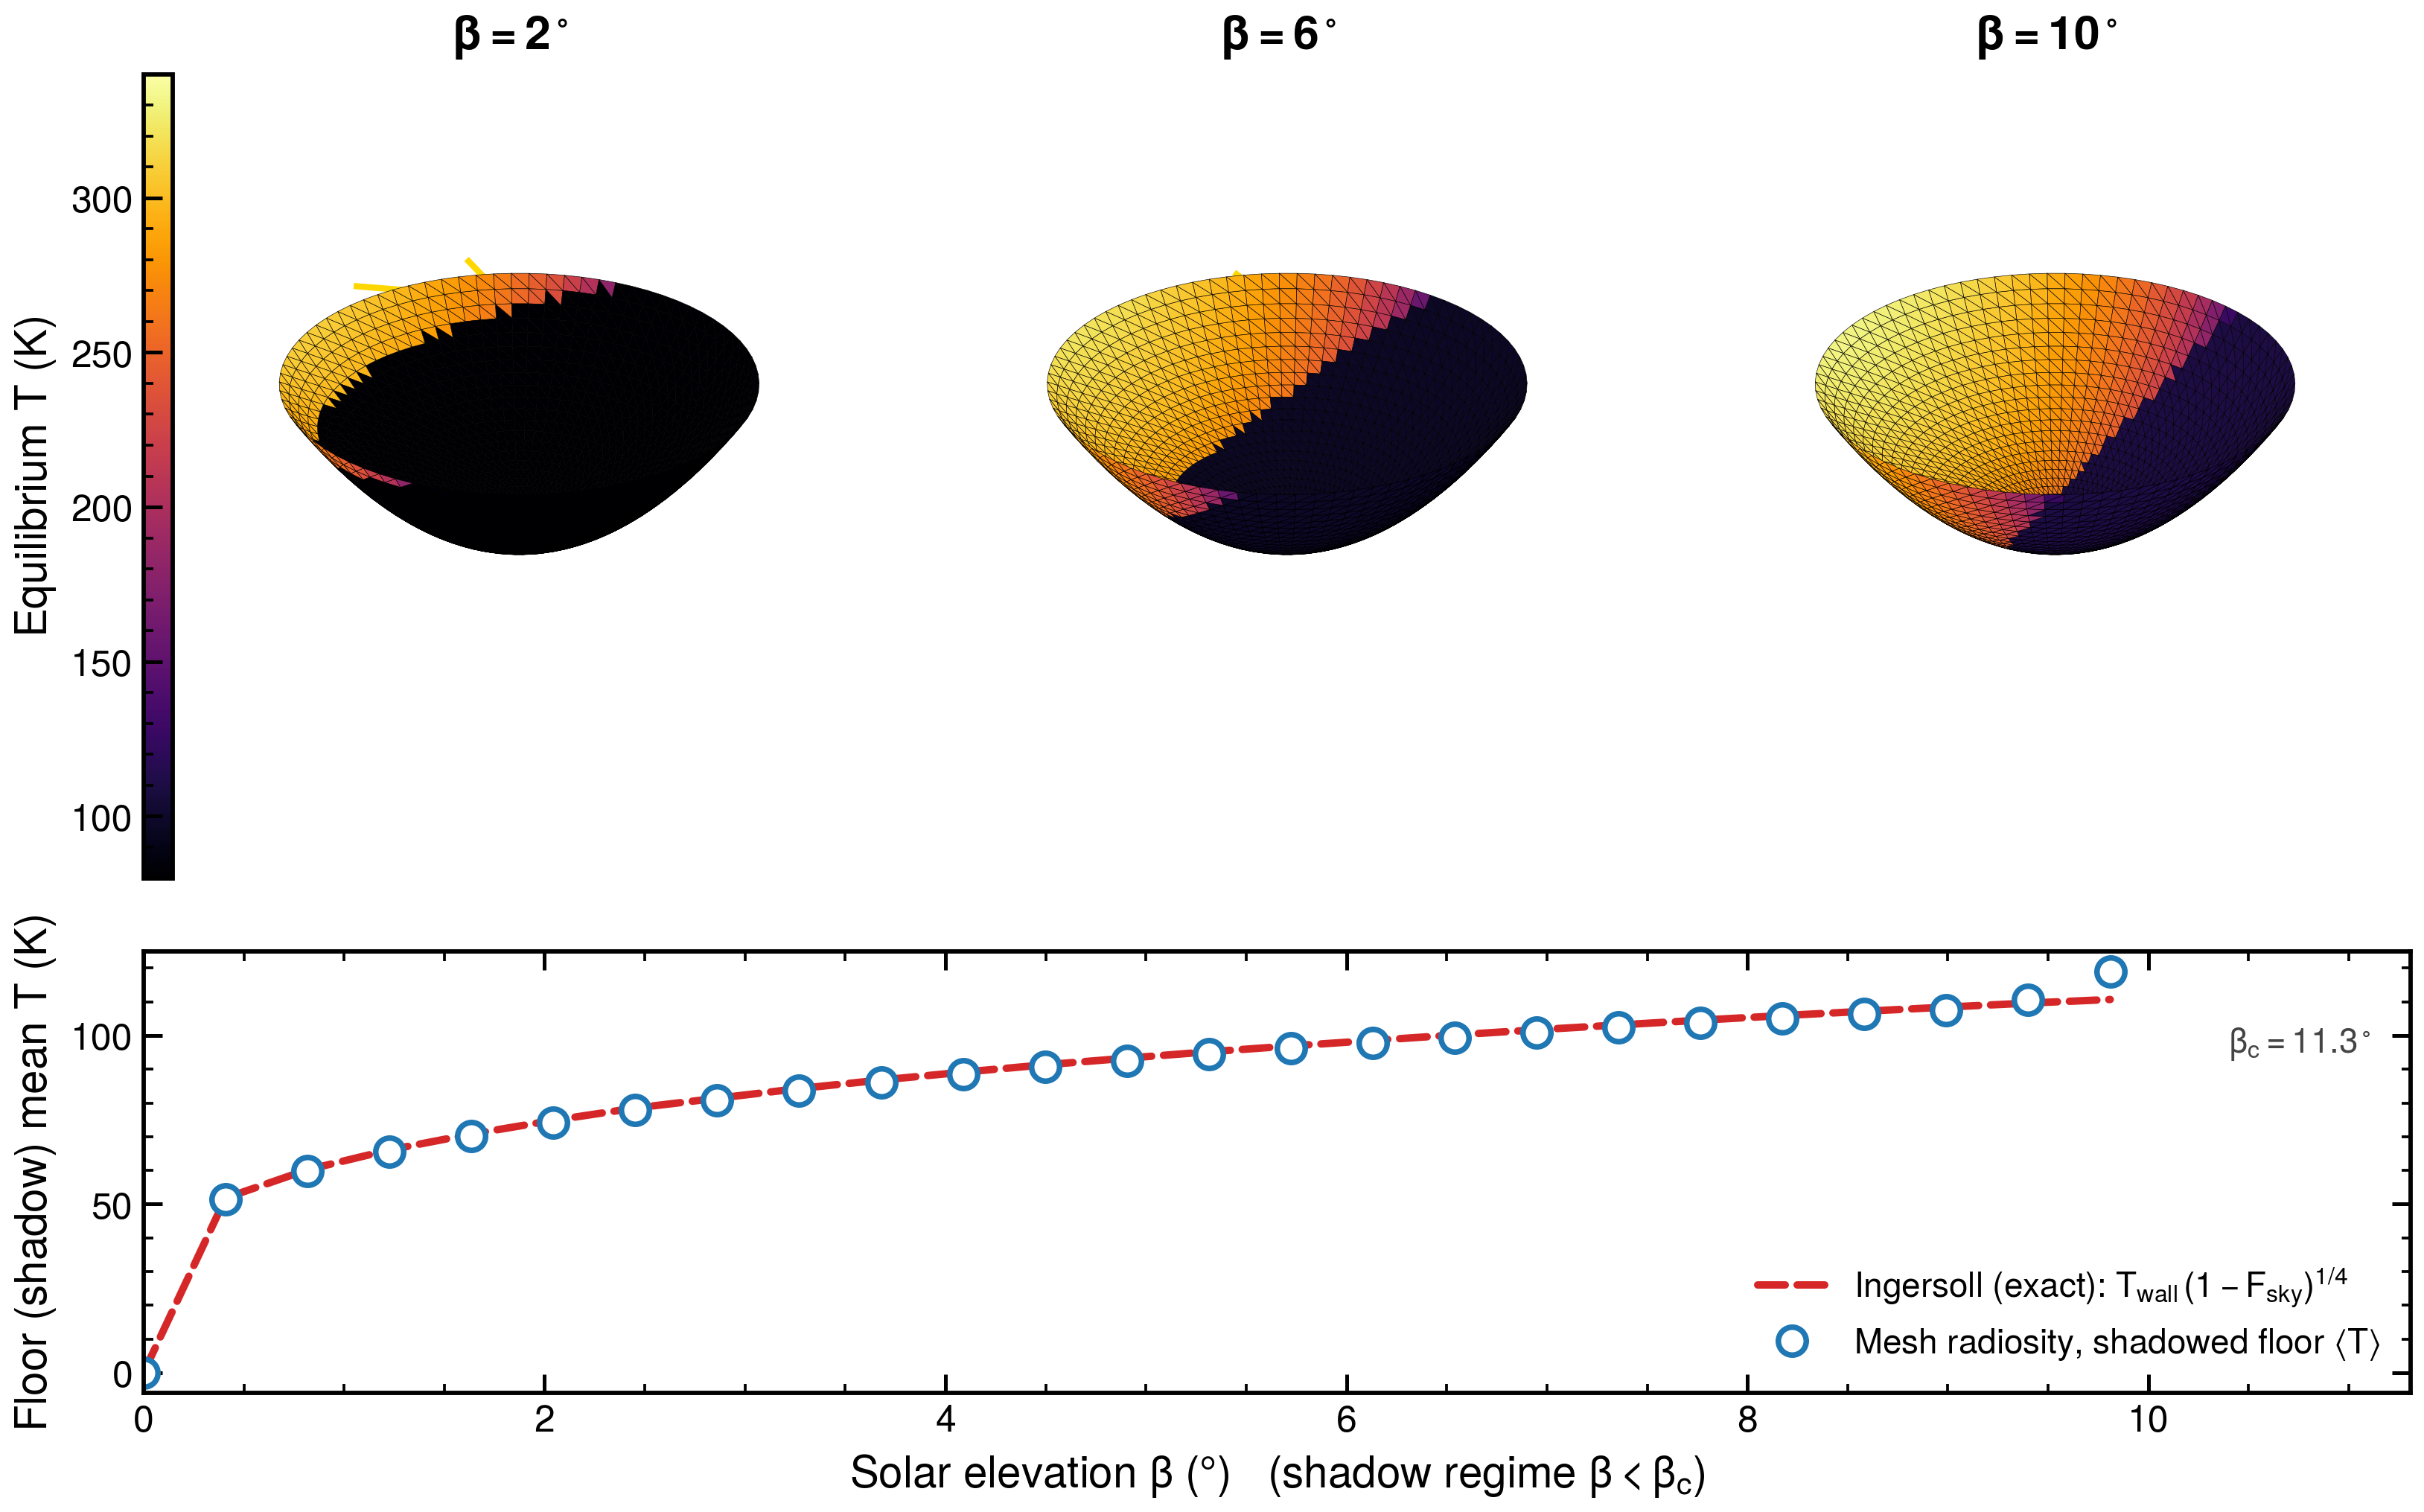 β = 2°
β = 6°
β = 10°
Equilibrium T (K)
300
250
200
150
100
Floor (shadow) mean T (K)
100
50
0
β_c = 11.3°
Ingersoll (exact): T_wall (1 − F_sky)^{1/4}
Mesh radiosity, shadowed floor ⟨T⟩
0 2 4 6 8 10
Solar elevation β (°) (shadow regime β < β_c)